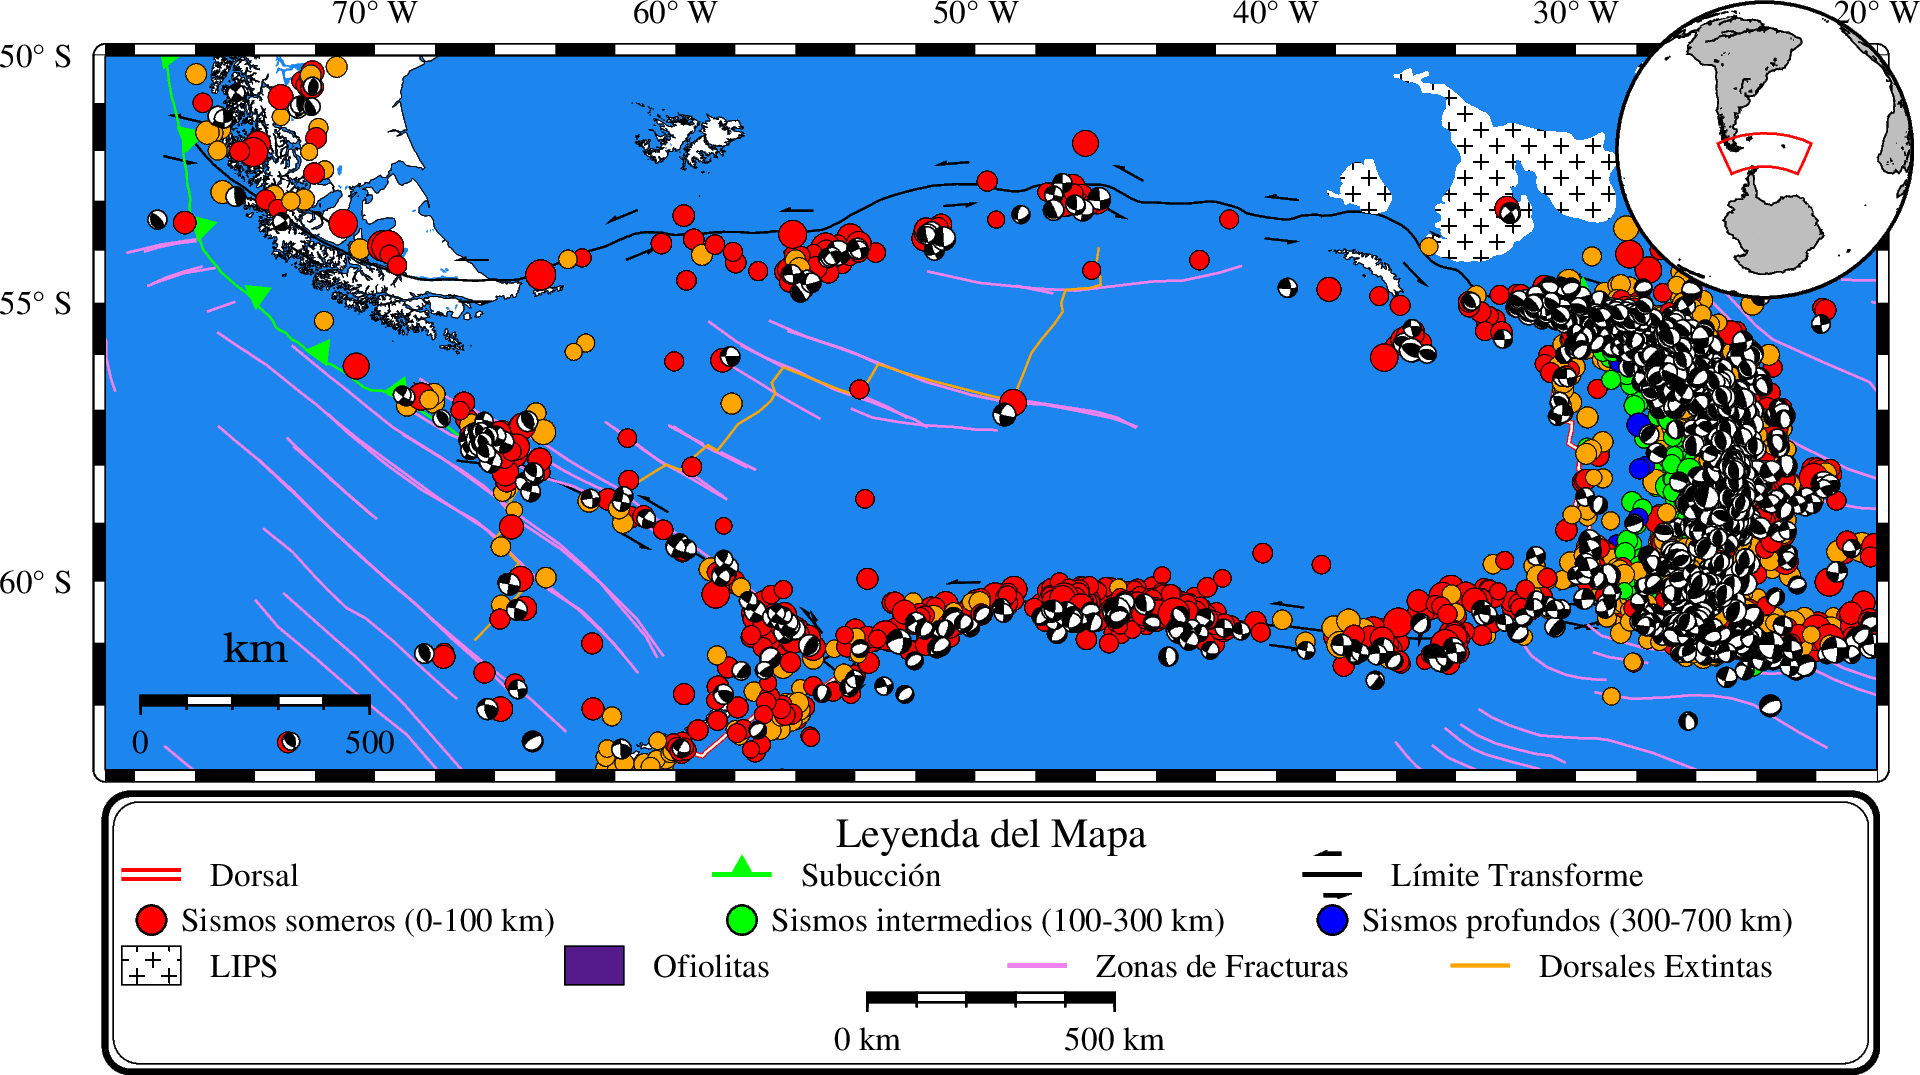 70° W 60° W 50° W 40° W 30° W 20° W
50° S
55° S
60° S
km
0 500
Leyenda del Mapa
Dorsal Subucción Límite Transforme
Sismos someros (0-100 km) Sismos intermedios (100-300 km) Sismos profundos (300-700 km)
LIPS Ofiolitas Zonas de Fracturas Dorsales Extintas
0 km 500 km